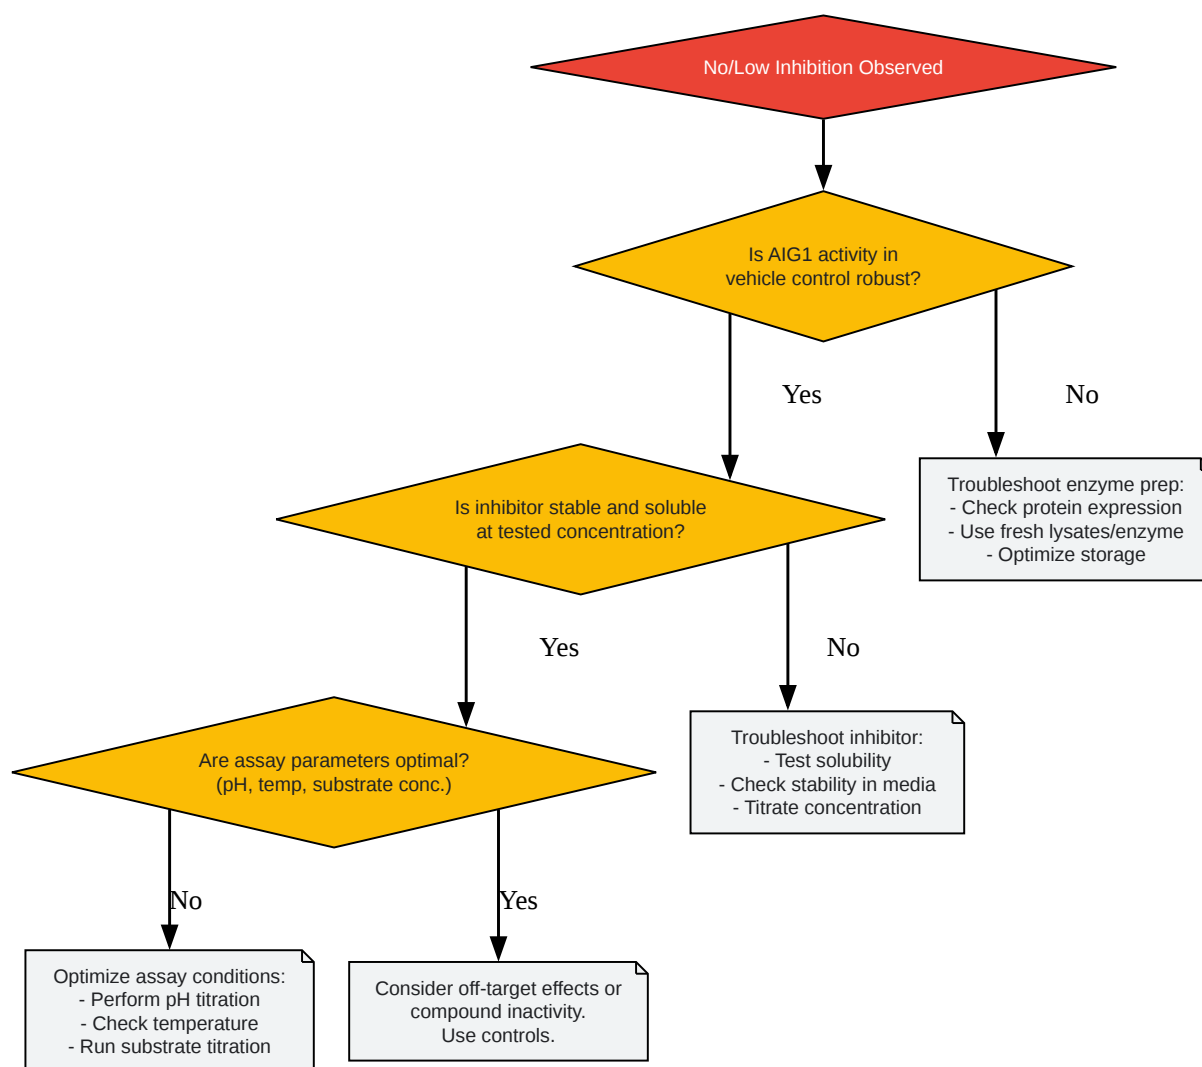 No/Low Inhibition Observed
Is AIG1 activity in
vehicle control robust?
Yes
No
Is inhibitor stable and soluble
at tested concentration?
Troubleshoot enzyme prep:
- Check protein expression
- Use fresh lysates/enzyme
- Optimize storage
Yes
No
Are assay parameters optimal?
(pH, temp, substrate conc.)
Troubleshoot inhibitor:
- Test solubility
- Check stability in media
- Titrate concentration
No
Yes
Optimize assay conditions:
- Perform pH titration
- Check temperature
- Run substrate titration
Consider off-target effects or
compound inactivity.
Use controls.